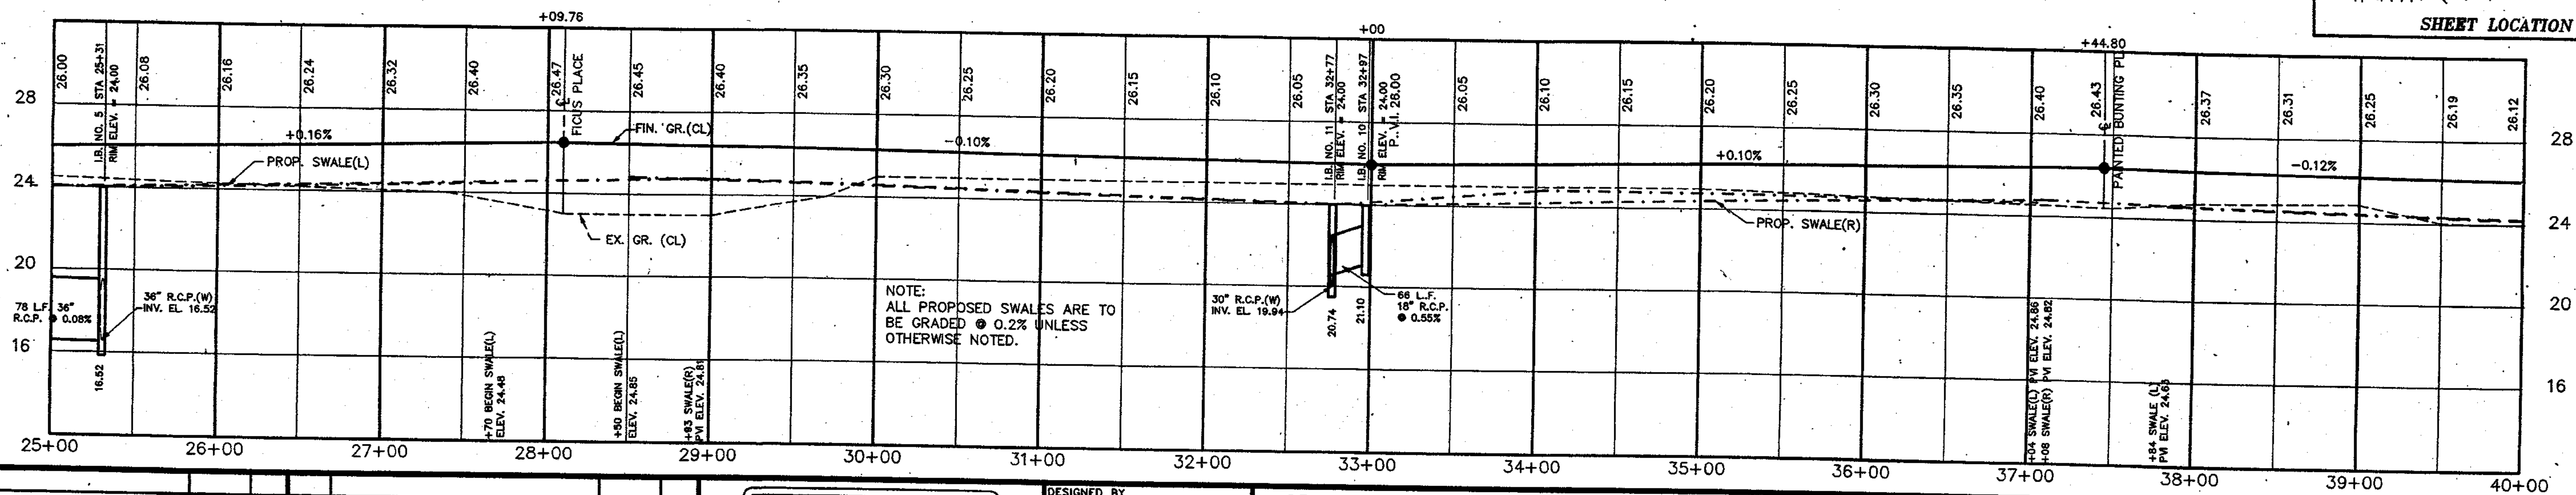 SHEET LOCATION
+09.76
+00
+44.80
26.00
I.B. NO. 5 STA 25+31
RIM ELEV. = 24.00
26.08
26.16
26.24
26.32
26.40
26.47
℄
FICUS PLACE
26.45
26.40
26.35
26.30
26.25
26.20
26.15
26.10
26.05
I.B. NO. 11 STA 32+77
RIM ELEV. = 24.00
I.B. NO. 10 STA 32+97
RIM ELEV. = 24.00
P.V.I. 26.00
26.05
26.10
26.15
26.20
26.25
26.30
26.35
26.40
26.43
℄
PAINTED BUNTING PL.
26.37
26.31
26.25
26.19
26.12
28
28
+0.16%
FIN. GR.(CL)
-0.10%
+0.10%
-0.12%
PROP. SWALE(L)
24
24
EX. GR. (CL)
PROP. SWALE(R)
20
20
78 L.F. 36"
R.C.P. @ 0.08%
36" R.C.P.(W)
INV. EL. 16.52
NOTE:
ALL PROPOSED SWALES ARE TO
BE GRADED @ 0.2% UNLESS
OTHERWISE NOTED.
30" R.C.P.(W)
INV. EL. 19.94
66 L.F.
18" R.C.P.
@ 0.55%
20.74
21.10
16
16
16.52
+70 BEGIN SWALE(L)
ELEV. 24.48
+50 BEGIN SWALE(L)
ELEV. 24.85
+93 SWALE(R)
PVI ELEV. 24.81
+04 SWALE(L) PVI ELEV. 24.86
+08 SWALE(R) PVI ELEV. 24.82
+84 SWALE (L)
PVI ELEV. 24.65
25+00
26+00
27+00
28+00
29+00
30+00
31+00
32+00
33+00
34+00
35+00
36+00
37+00
38+00
39+00
40+00
DESIGNED BY